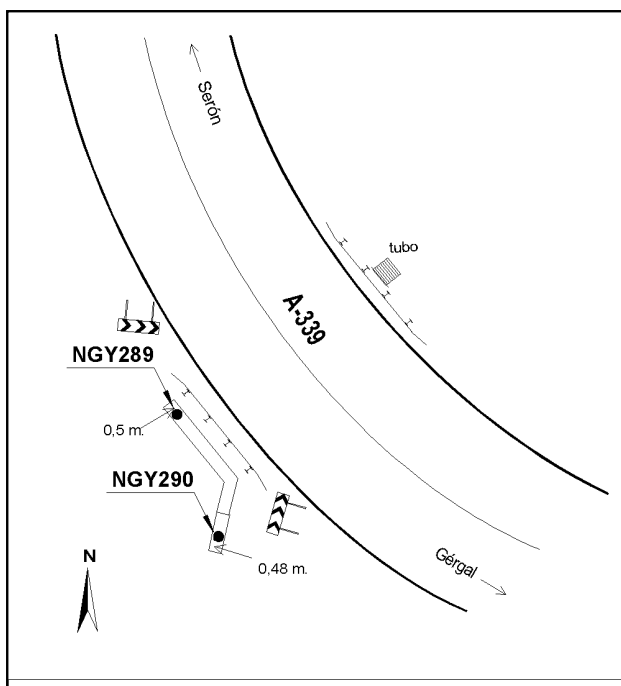 Serón
tubo
A-339
NGY289
0,5 m.
NGY290
0,48 m.
Gérgal
N